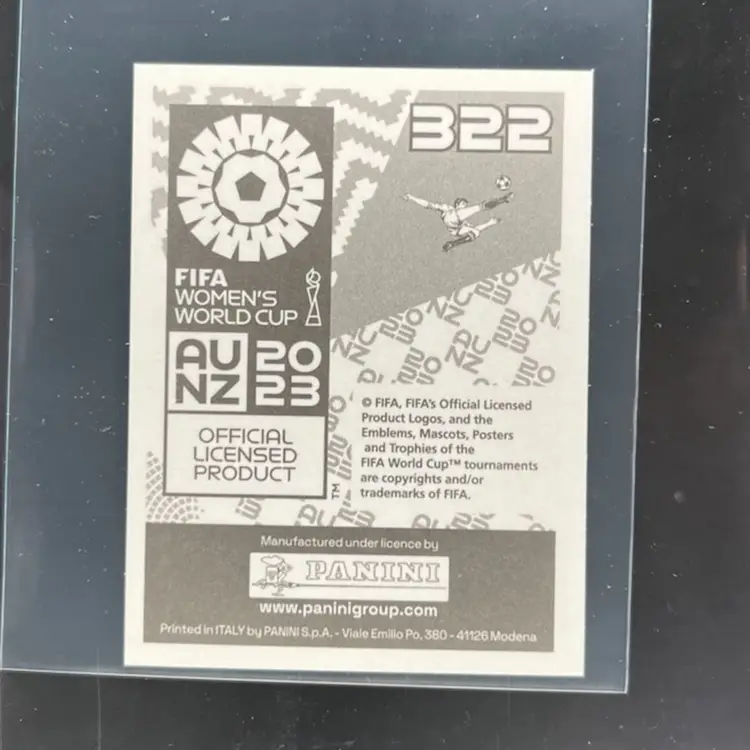 322
FIFA
WOMEN'S
WORLD CUP
AU 20
NZ 23
OFFICIAL
LICENSED
PRODUCT
TM
© FIFA, FIFA's Official Licensed
Product Logos, and the
Emblems, Mascots, Posters
and Trophies of the
FIFA World Cup™ tournaments
are copyrights and/or
trademarks of FIFA.
Manufactured under licence by
PANINI
www.paninigroup.com
Printed in ITALY by PANINI S.p.A. - Viale Emilio Po, 380 - 41126 Modena